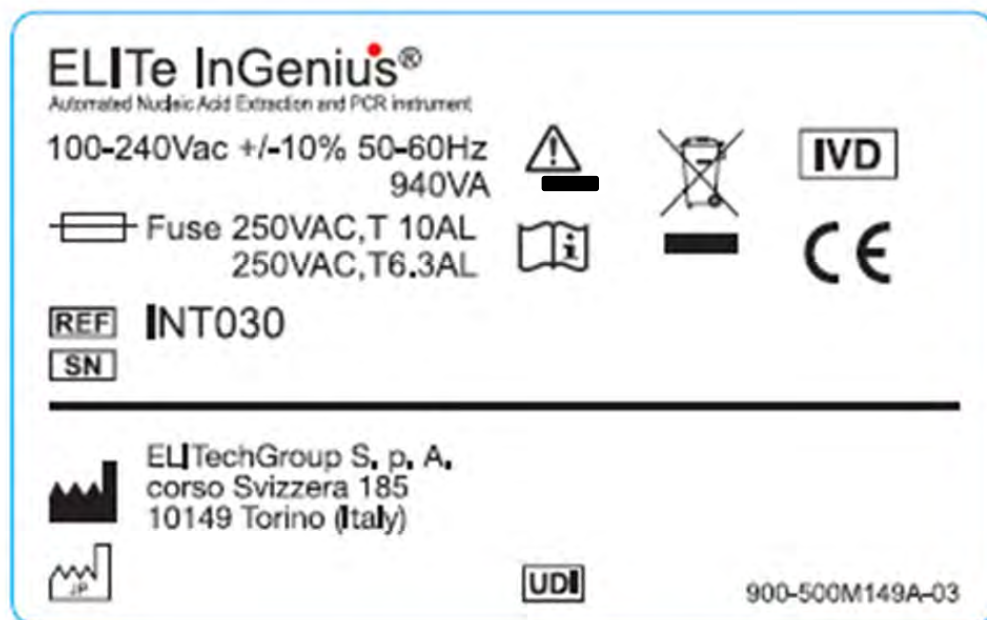 ELITe InGenius®
Automated Nucleic Acid Extraction and PCR instrument
100-240Vac +/-10% 50-60Hz
940VA
Fuse 250VAC,T 10AL
250VAC,T6.3AL
IVD
CE
REF INT030
SN
ELITechGroup S. p. A.
corso Svizzera 185
10149 Torino (Italy)
JP
UDI
900-500M149A-03